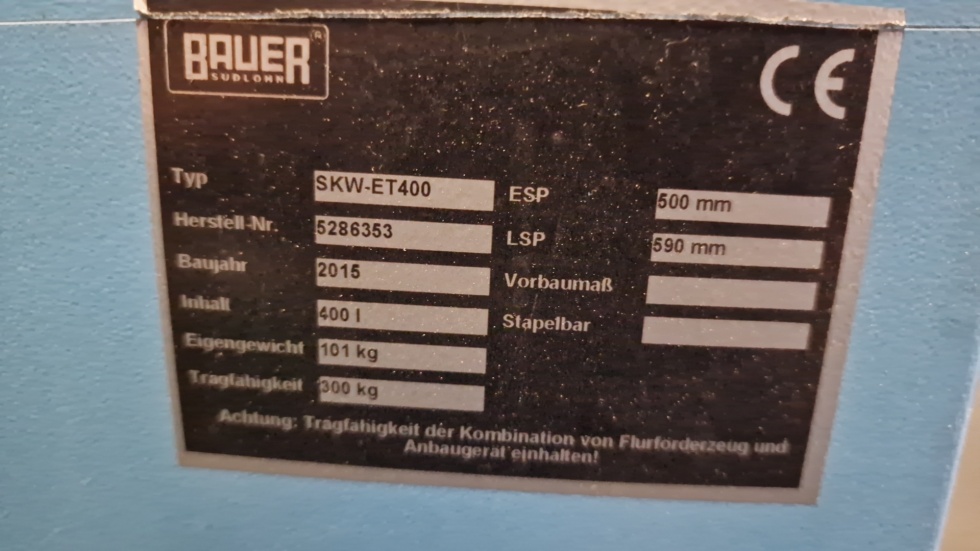 BAUER ®
SÜDLOHN
CE
Typ SKW-ET400
Herstell-Nr. 5286353
Baujahr 2015
Inhalt 400 l
Eigengewicht 101 kg
Tragfähigkeit 300 kg
ESP 500 mm
LSP 590 mm
Vorbaumaß
Stapelbar
Achtung: Tragfähigkeit der Kombination von Flurförderzeug und
Anbaugerät einhalten!